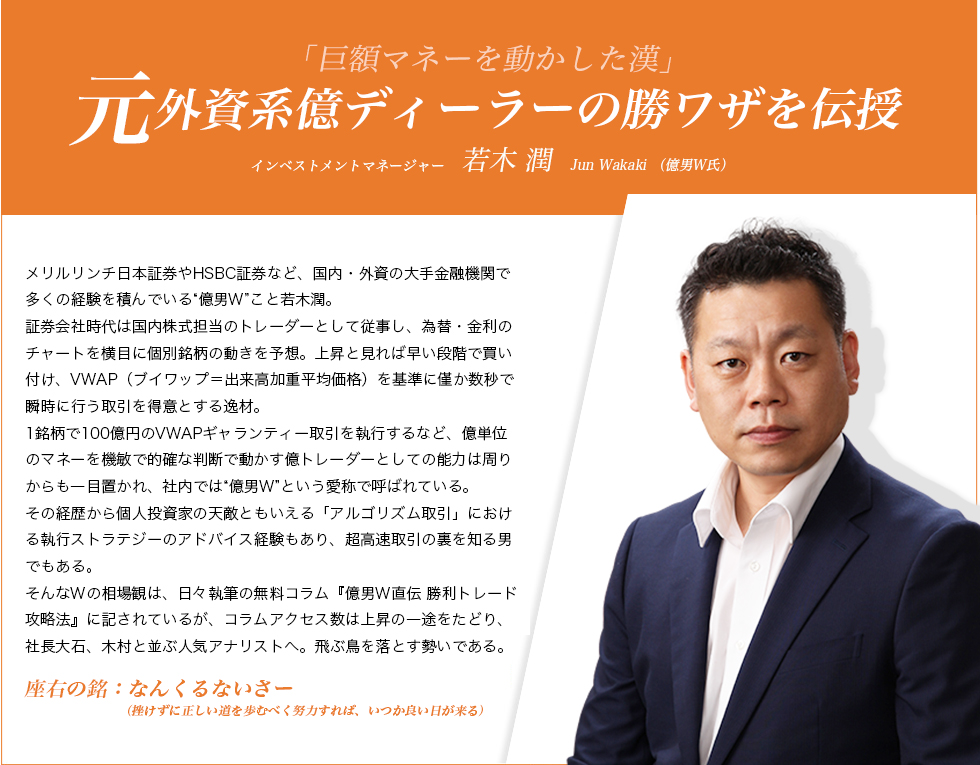 「巨額マネーを動かした漢」
元外資系億ディーラーの勝ワザを伝授
インベストメントマネージャー 若木 潤 Jun Wakaki （億男W氏）
メリルリンチ日本証券やHSBC証券など、国内・外資の大手金融機関で
多くの経験を積んでいる“億男W”こと若木潤。
証券会社時代は国内株式担当のトレーダーとして従事し、為替・金利の
チャートを横目に個別銘柄の動きを予想。上昇と見れば早い段階で買い
付け、VWAP（ブイワップ＝出来高加重平均価格）を基準に僅か数秒で
瞬時に行う取引を得意とする逸材。
1銘柄で100億円のVWAPギャランティー取引を執行するなど、億単位
のマネーを機敏で的確な判断で動かす億トレーダーとしての能力は周り
からも一目置かれ、社内では“億男W”という愛称で呼ばれている。
その経歴から個人投資家の天敵ともいえる「アルゴリズム取引」におけ
る執行ストラテジーのアドバイス経験もあり、超高速取引の裏を知る男
でもある。
そんなWの相場観は、日々執筆の無料コラム『億男W直伝 勝利トレード
攻略法』に記されているが、コラムアクセス数は上昇の一途をたどり、
社長大石、木村と並ぶ人気アナリストへ。飛ぶ鳥を落とす勢いである。
座右の銘：なんくるないさー
（挫けずに正しい道を歩むべく努力すれば、いつか良い日が来る）